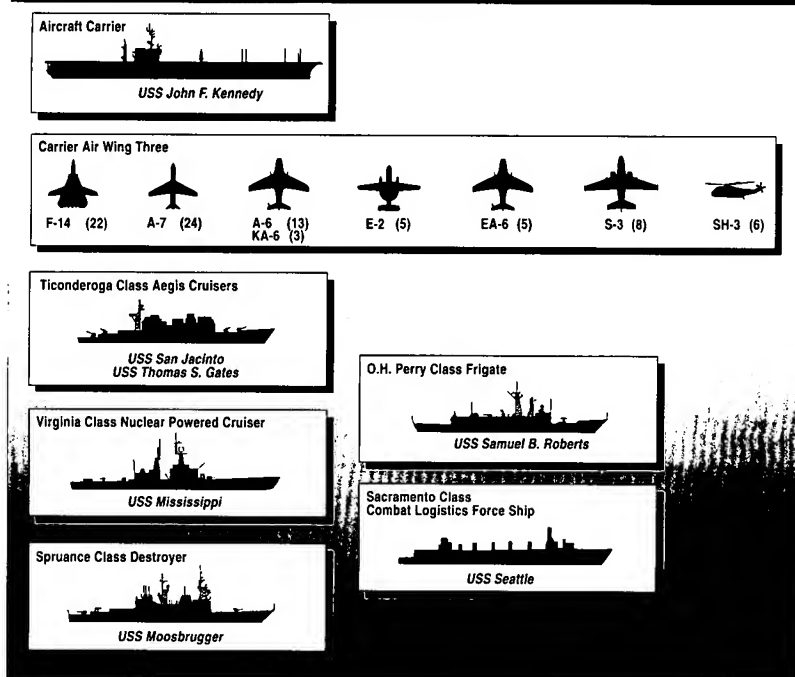 Aircraft Carrier
USS John F. Kennedy
Carrier Air Wing Three
F-14 (22) A-7 (24) A-6 (13) E-2 (5) EA-6 (5) S-3 (8) SH-3 (6)
KA-6 (3)
Ticonderoga Class Aegis Cruisers
USS San Jacinto
USS Thomas S. Gates
O.H. Perry Class Frigate
USS Samuel B. Roberts
Virginia Class Nuclear Powered Cruiser
USS Mississippi
Sacramento Class
Combat Logistics Force Ship
USS Seattle
Spruance Class Destroyer
USS Moosbrugger